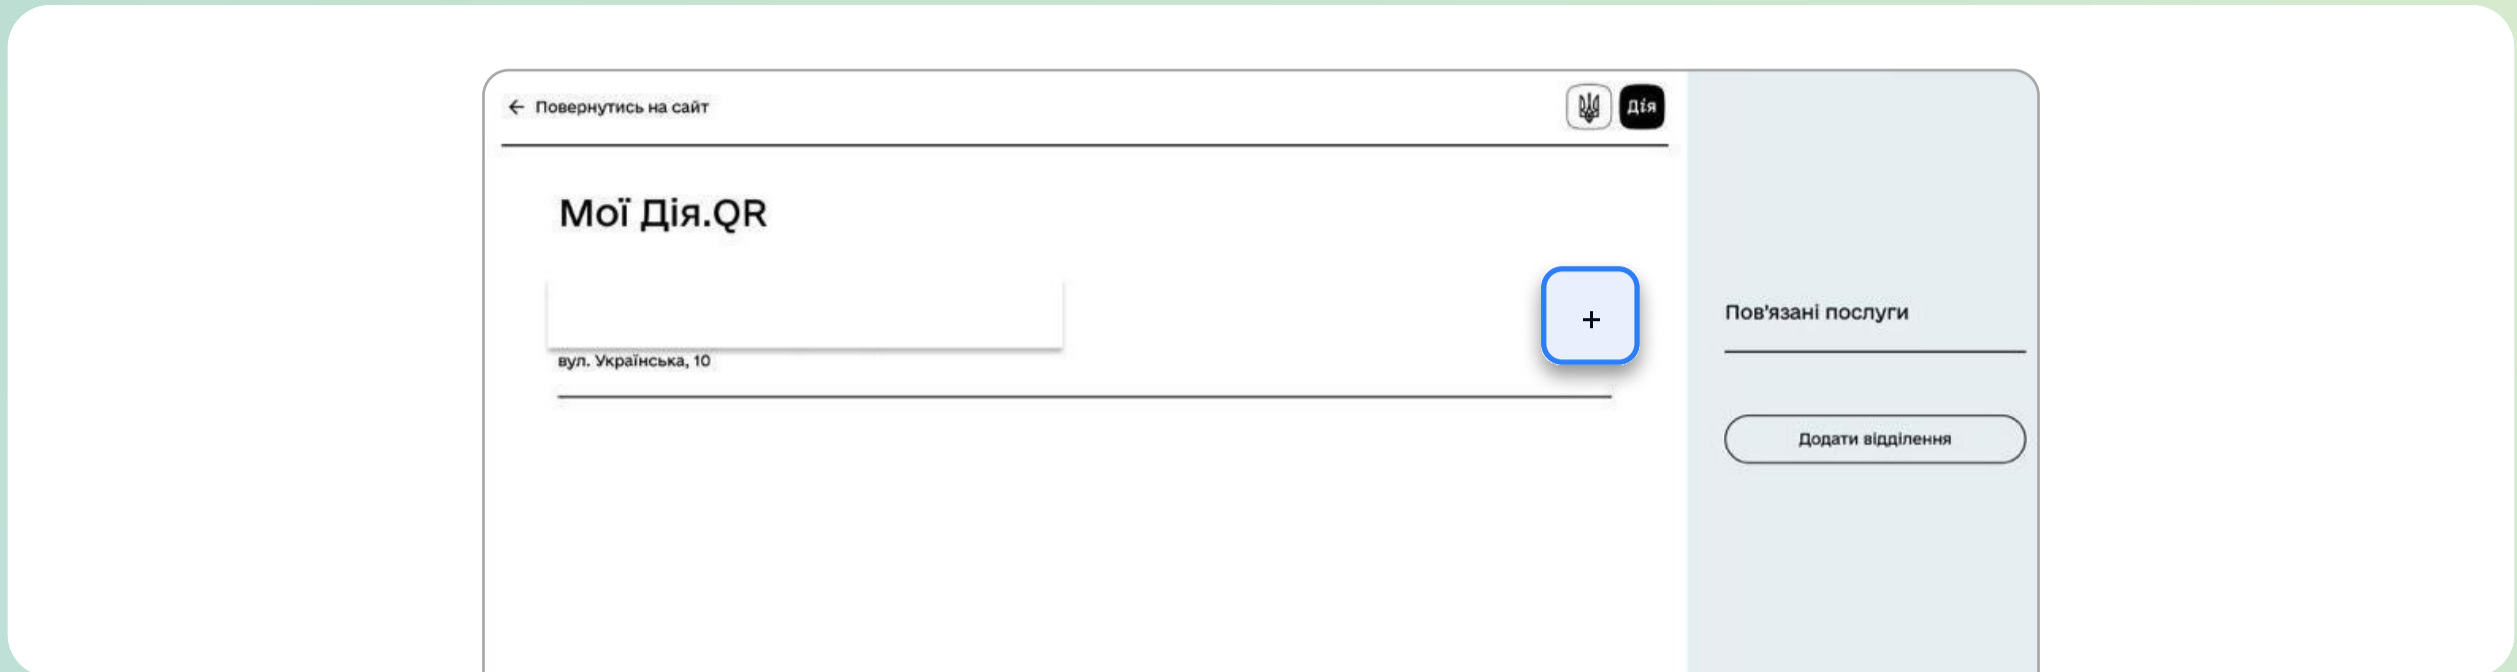 ← Повернутись на сайт
Дія
Мої Дія.QR
+
вул. Українська, 10
Пов'язані послуги
Додати відділення